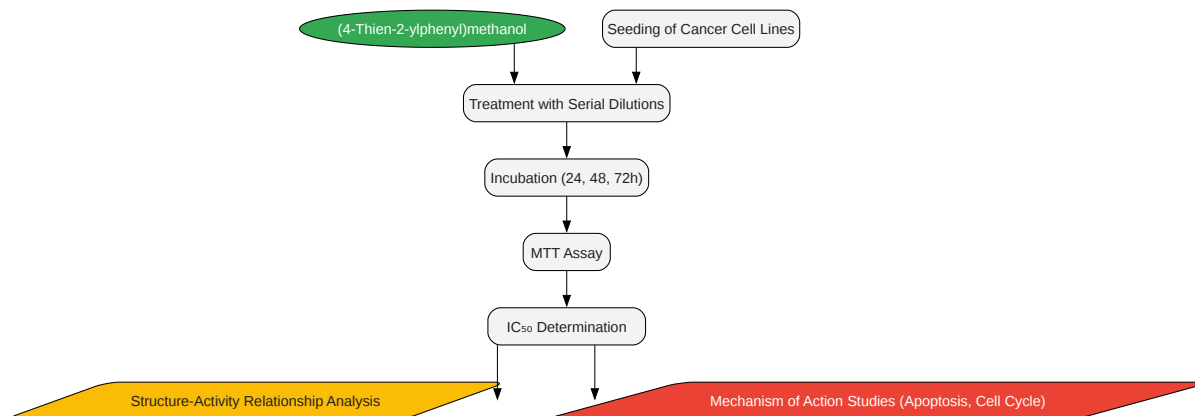 (4-Thien-2-ylphenyl)methanol
Seeding of Cancer Cell Lines
Treatment with Serial Dilutions
Incubation (24, 48, 72h)
MTT Assay
IC₅₀ Determination
Structure-Activity Relationship Analysis
Mechanism of Action Studies (Apoptosis, Cell Cycle)